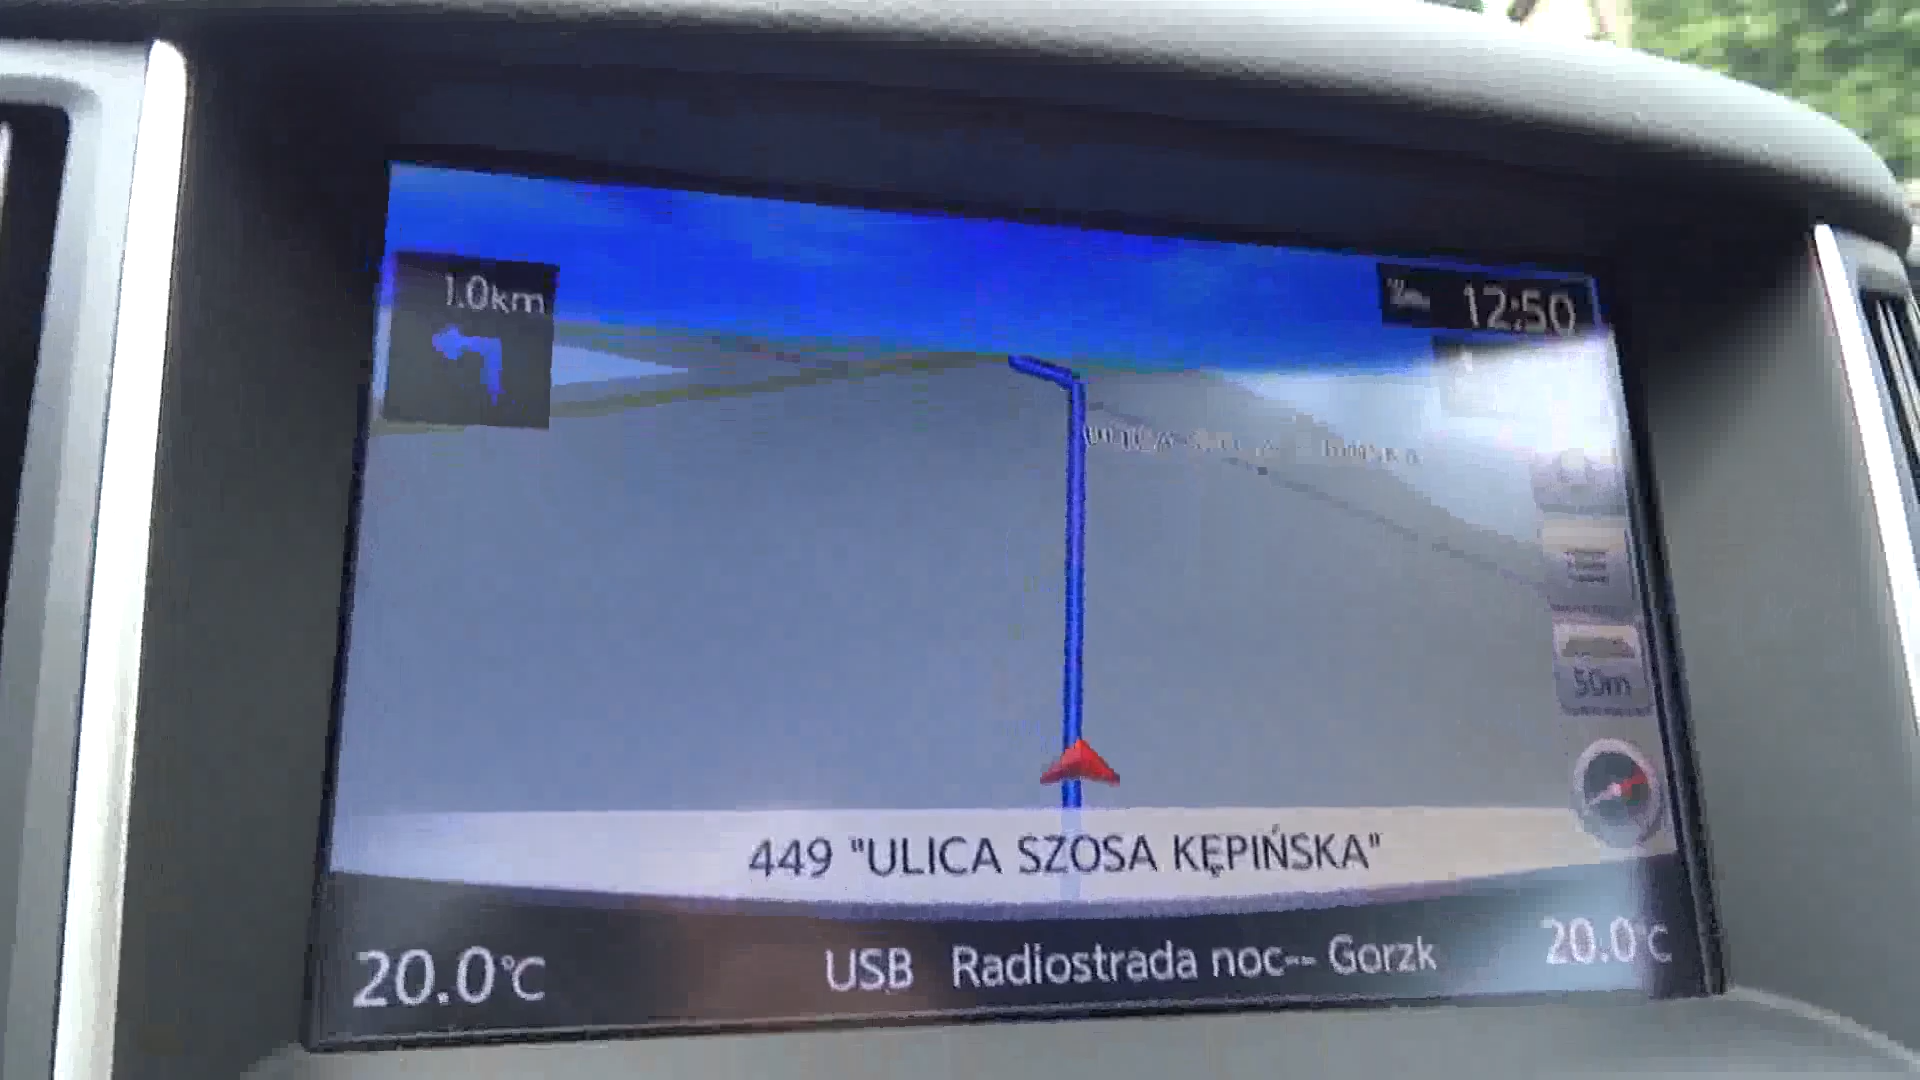 1.0km
12:50
50m
449 "ULICA SZOSA KĘPIŃSKA"
20.0°C
USB Radiostrada noc-- Gorzk
20.0°C